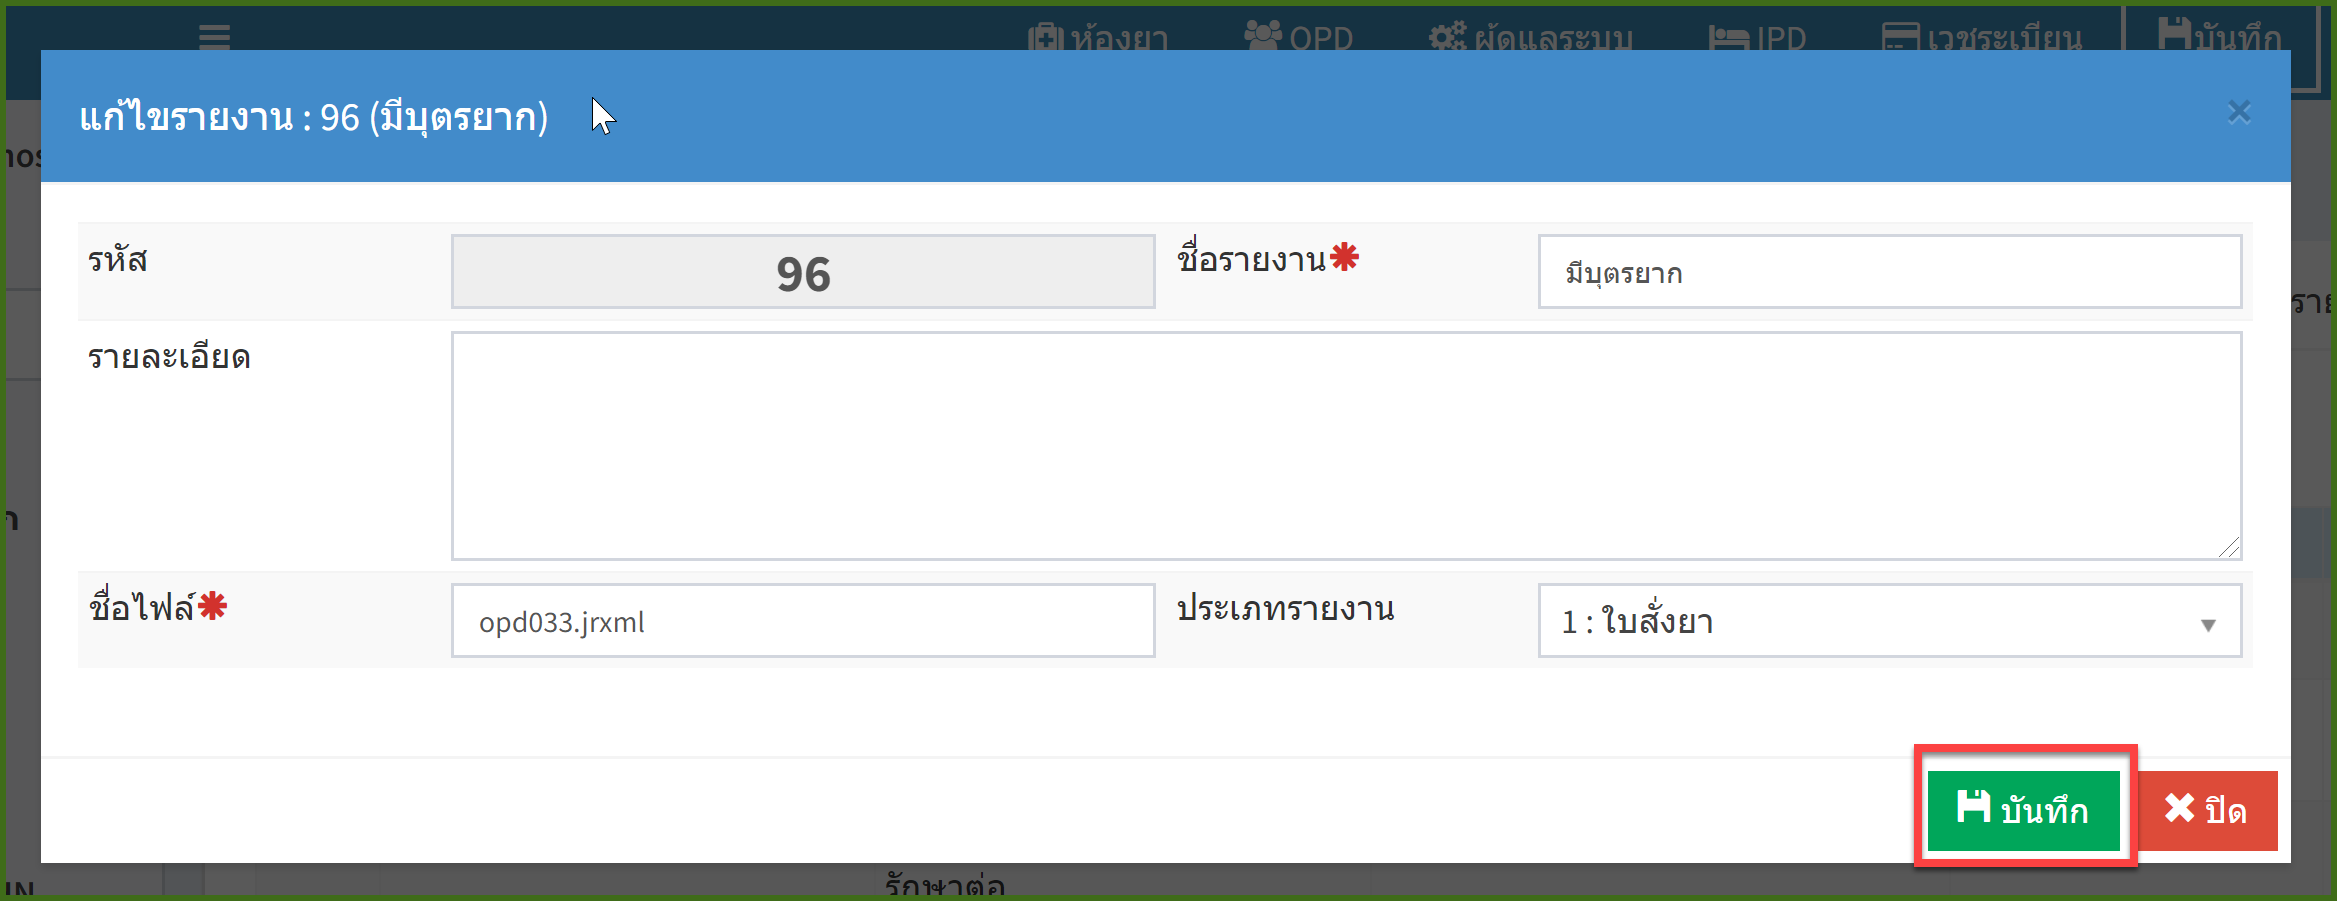 ห้องยา OPD ผู้ดูแลระบบ IPD เวชระเบียน บันทึก
แก้ไขรายงาน : 96 (มีบุตรยาก)
รหัส 96 ชื่อรายงาน มีบุตรยาก
รายละเอียด
ชื่อไฟล์ opd033.jrxml ประเภทรายงาน 1 : ใบสั่งยา
บันทึก ปิด
รักษาต่อ